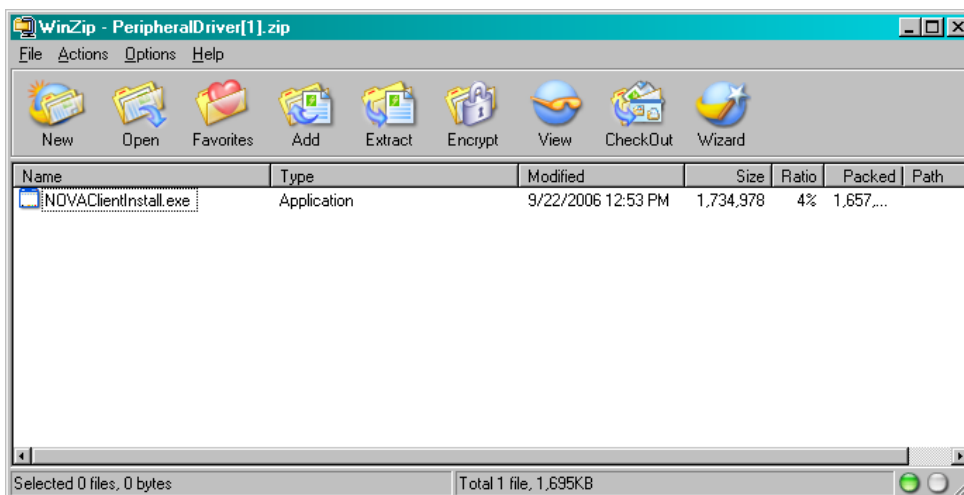 WinZip - PeripheralDriver[1].zip
File Actions Options Help
New Open Favorites Add Extract Encrypt View CheckOut Wizard
Name Type Modified Size Ratio Packed Path
NOVAClientInstall.exe Application 9/22/2006 12:53 PM 1,734,978 4% 1,657,...
Selected 0 files, 0 bytes Total 1 file, 1,695KB